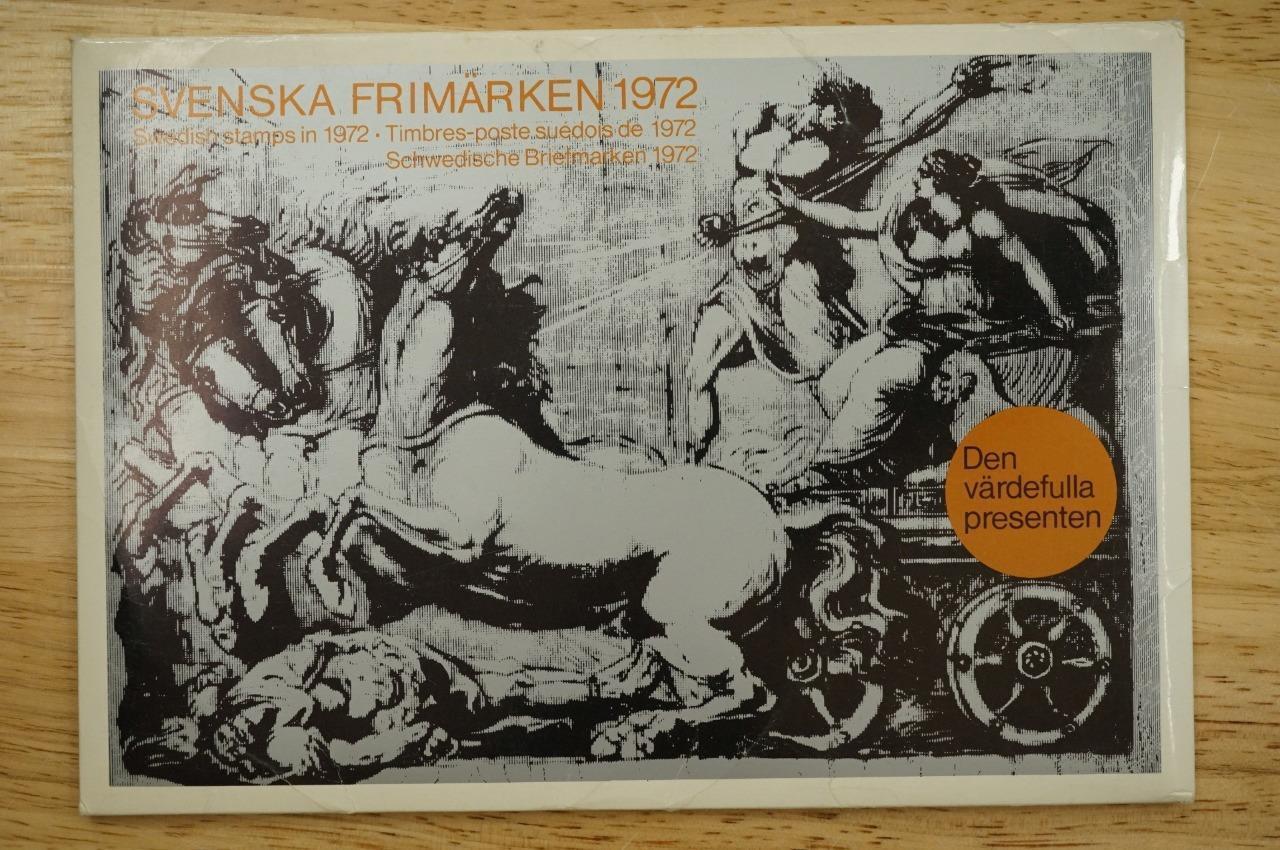 SVENSKA FRIMÄRKEN 1972
Swedish stamps in 1972 · Timbres-poste suédois de 1972
Schwedische Briefmarken 1972
Den
värdefulla
presenten